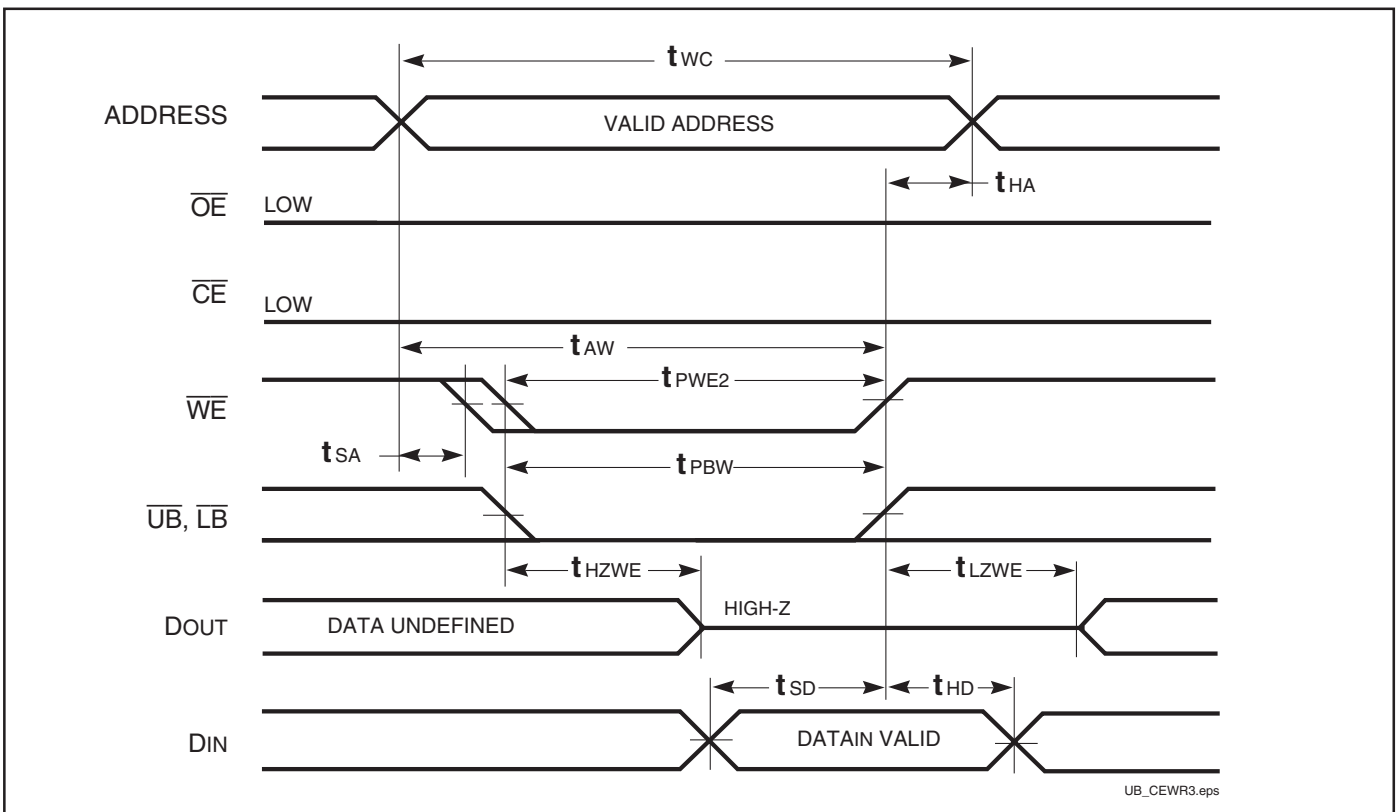 tWC
ADDRESS
VALID ADDRESS
tHA
OE
LOW
CE
LOW
tAW
tPWE2
WE
tSA
tPBW
UB, LB
tHZWE
tLZWE
HIGH-Z
DOUT
DATA UNDEFINED
tSD
tHD
DIN
DATAIN VALID
UB_CEWR3.eps